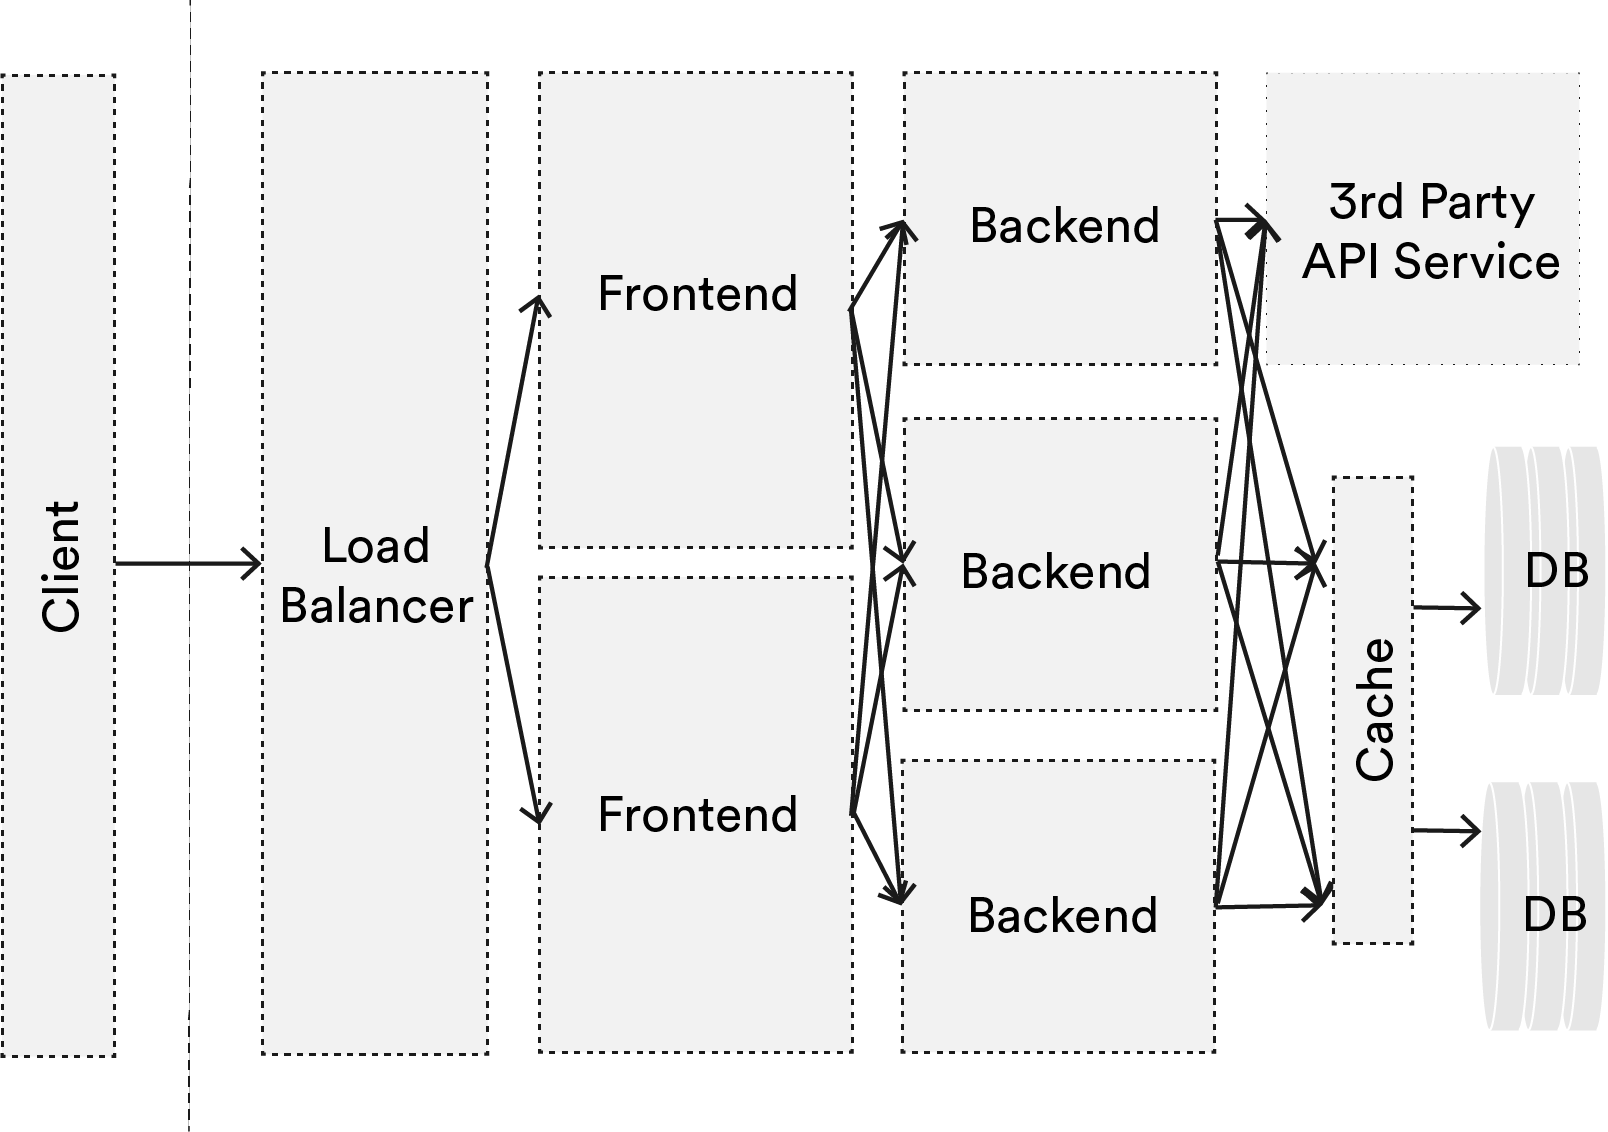 Client
Load
Balancer
Frontend
Frontend
Backend
Backend
Backend
3rd Party
API Service
Cache
DB
DB